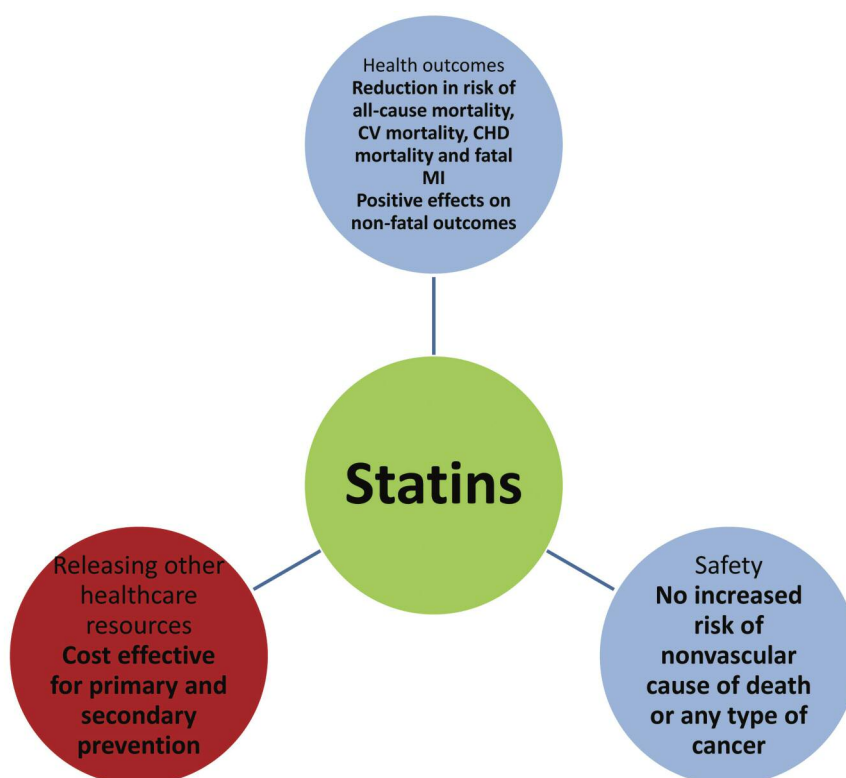 Health outcomes
Reduction in risk of
all-cause mortality,
CV mortality, CHD
mortality and fatal
MI
Positive effects on
non-fatal outcomes
Statins
Releasing other
healthcare
resources
Cost effective
for primary and
secondary
prevention
Safety
No increased
risk of
nonvascular
cause of death
or any type of
cancer